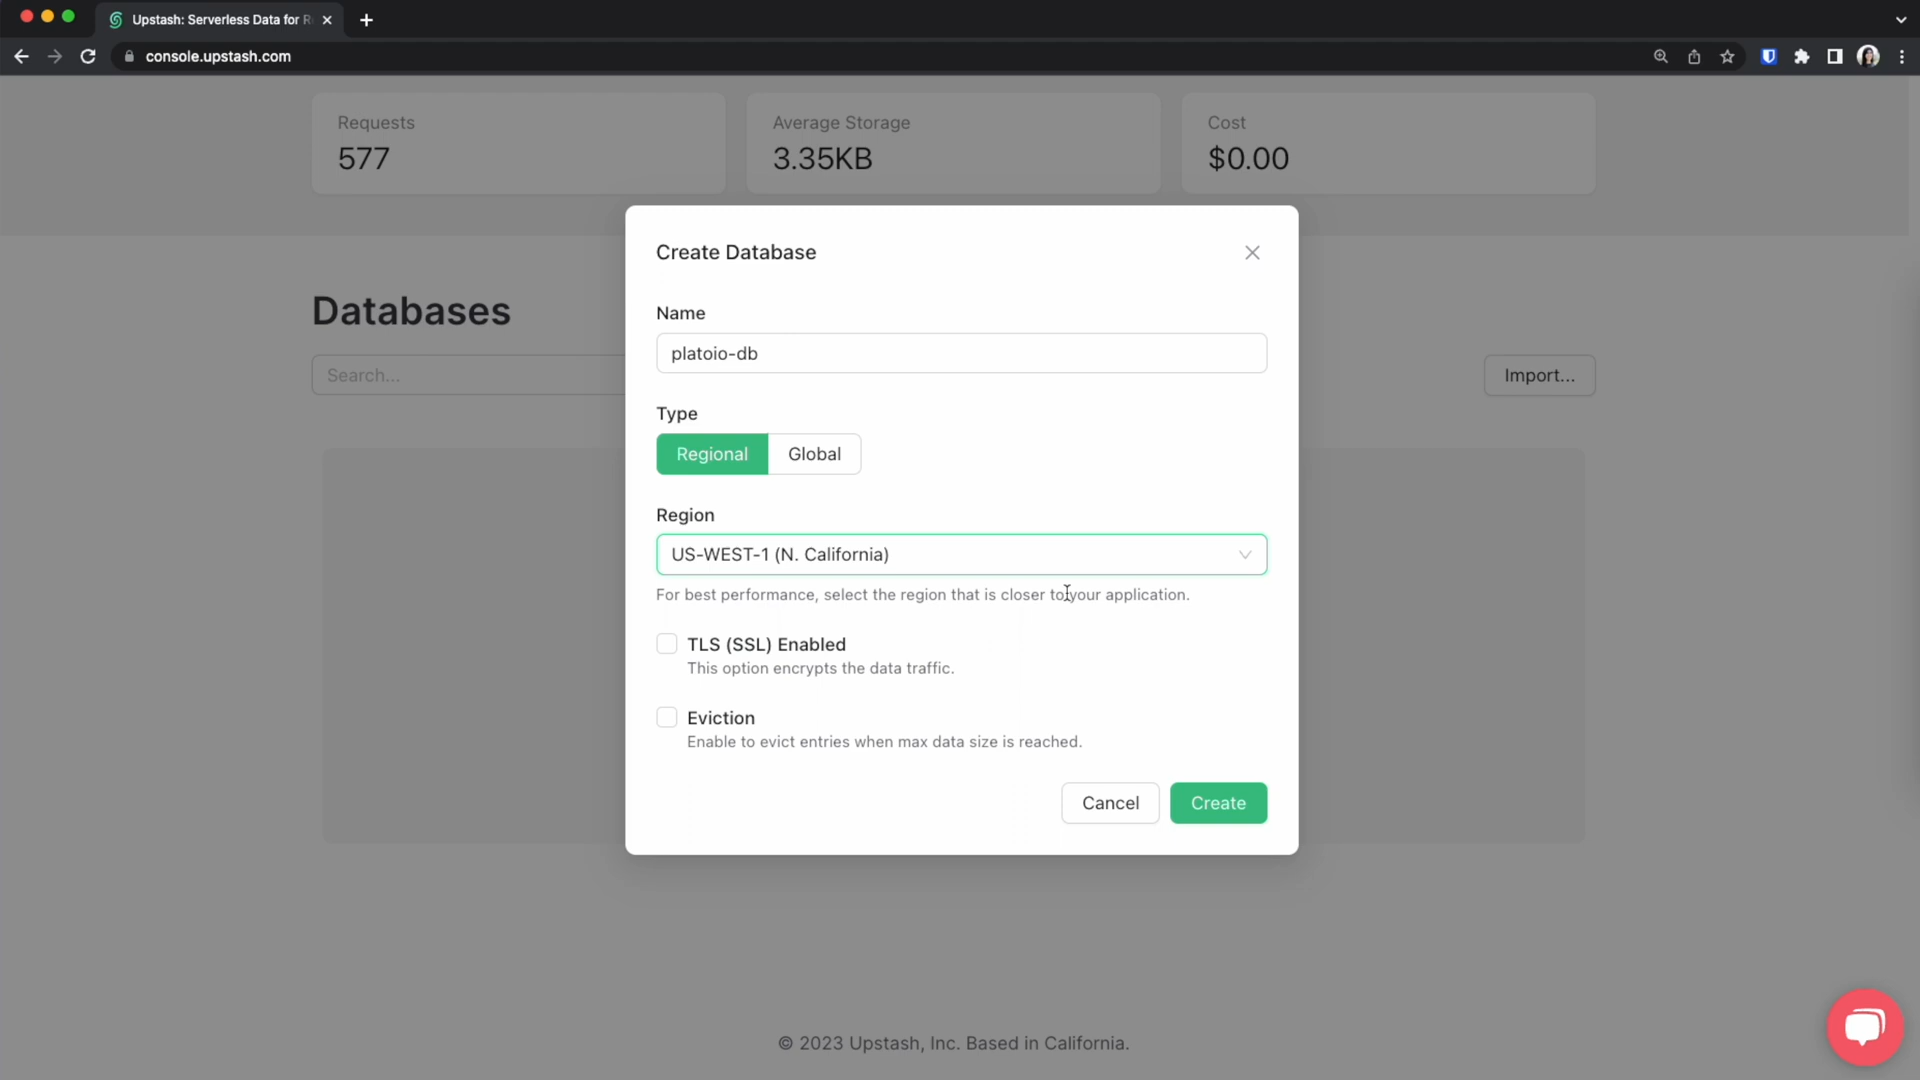 Upstash: Serverless Data for R
console.upstash.com
Requests
577
Average Storage
3.35KB
Cost
$0.00
Create Database
Databases
Name
platoio-db
Search...
Import...
Type
Regional
Global
Region
US-WEST-1 (N. California)
For best performance, select the region that is closer to your application.
TLS (SSL) Enabled
This option encrypts the data traffic.
Eviction
Enable to evict entries when max data size is reached.
Cancel
Create
© 2023 Upstash, Inc. Based in California.